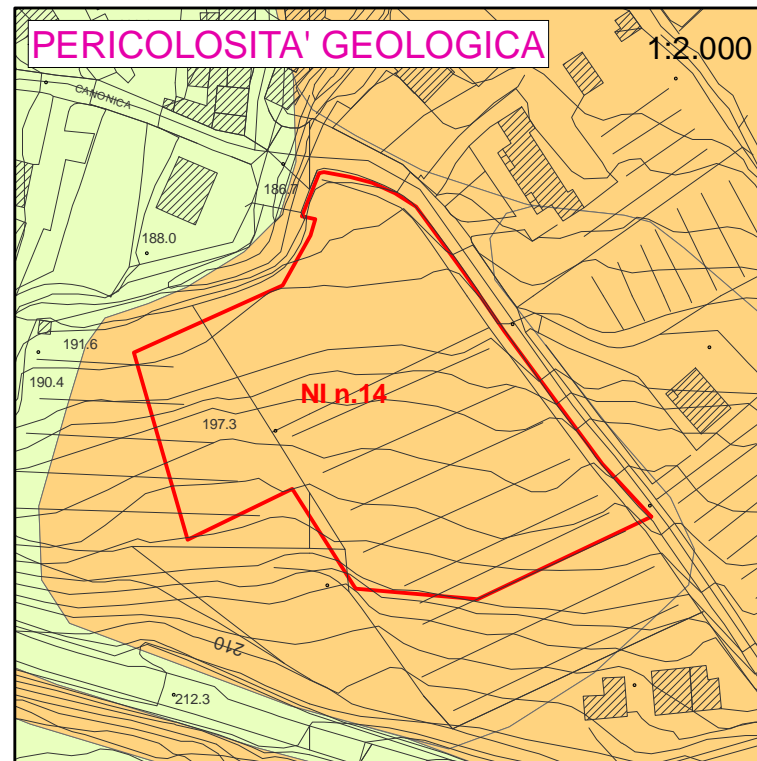 PERICOLOSITA' GEOLOGICA
1:2.000
CANONICA
186.7
188.0
191.6
190.4
NI n.14
197.3
210
212.3